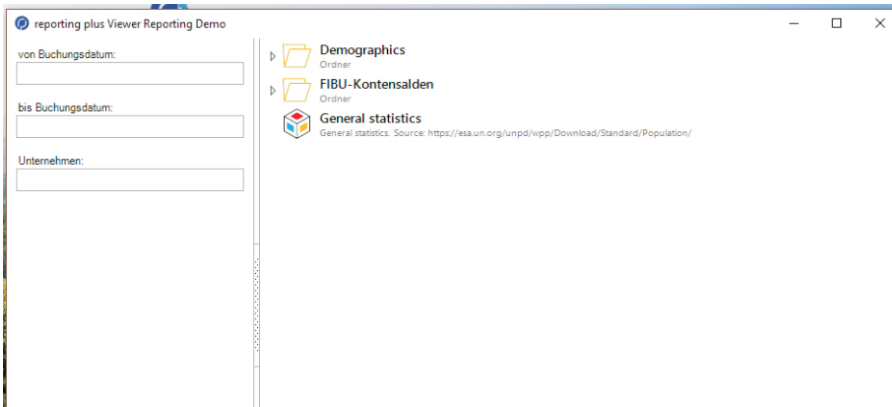 reporting plus Viewer Reporting Demo
von Buchungsdatum:
bis Buchungsdatum:
Unternehmen:
Demographics
Ordner
FIBU-Kontensalden
Ordner
General statistics
General statistics. Source: https://esa.un.org/unpd/wpp/Download/Standard/Population/